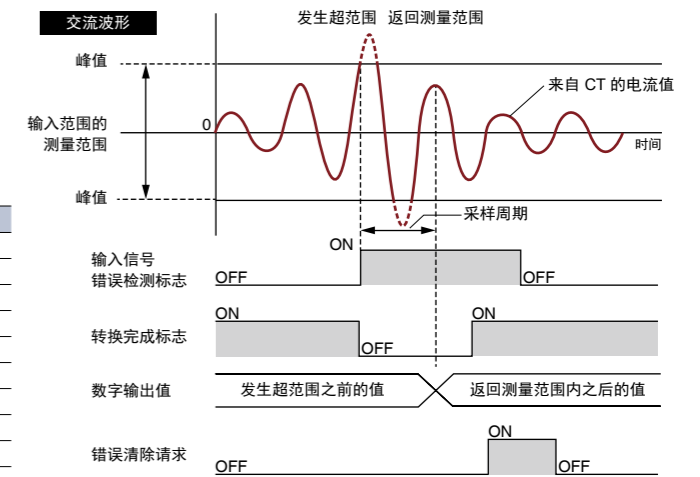 交流波形
发生超范围 返回测量范围
峰值
来自 CT 的电流值
输入范围的
测量范围
0
时间
峰值
采样周期
ON
输入信号
错误检测标志
OFF
OFF
ON
ON
转换完成标志
OFF
数字输出值
发生超范围之前的值
返回测量范围内之后的值
ON
错误清除请求
OFF
OFF